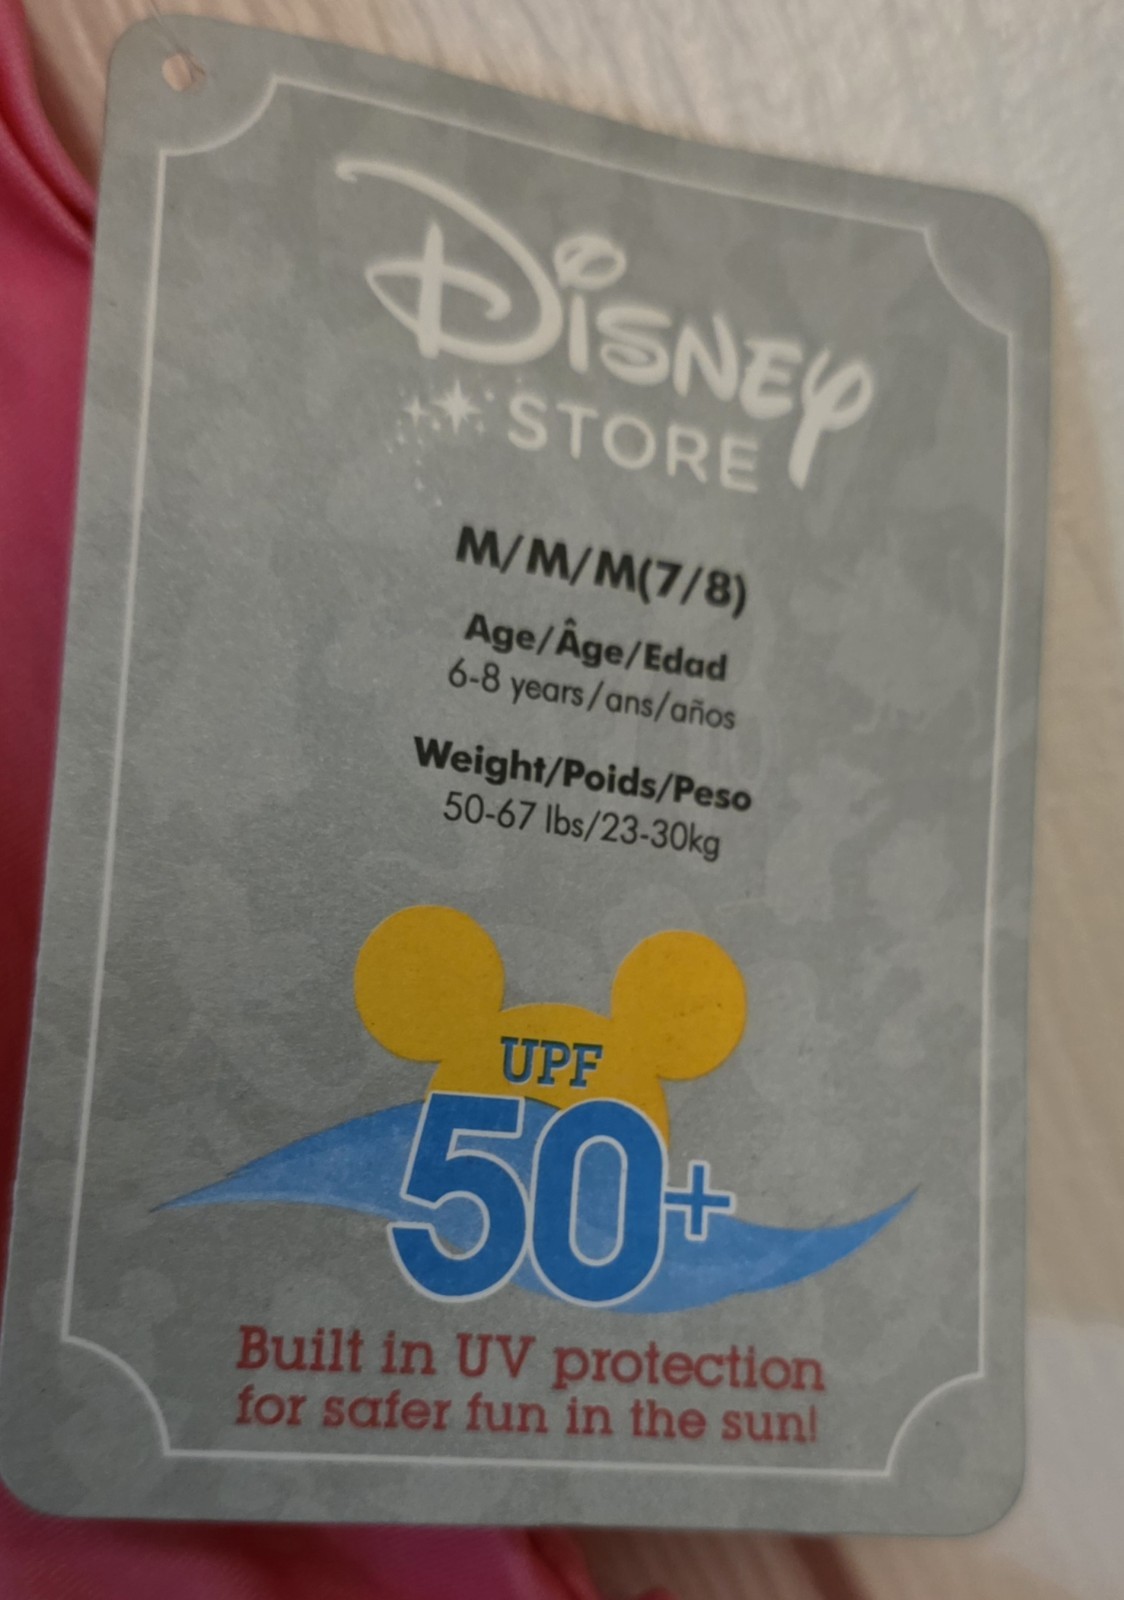 Disney
STORE
M/M/M(7/8)
Age/Âge/Edad
6-8 years/ans/años
Weight/Poids/Peso
50-67 lbs/23-30kg
UPF
50+
Built in UV protection
for safer fun in the sun!